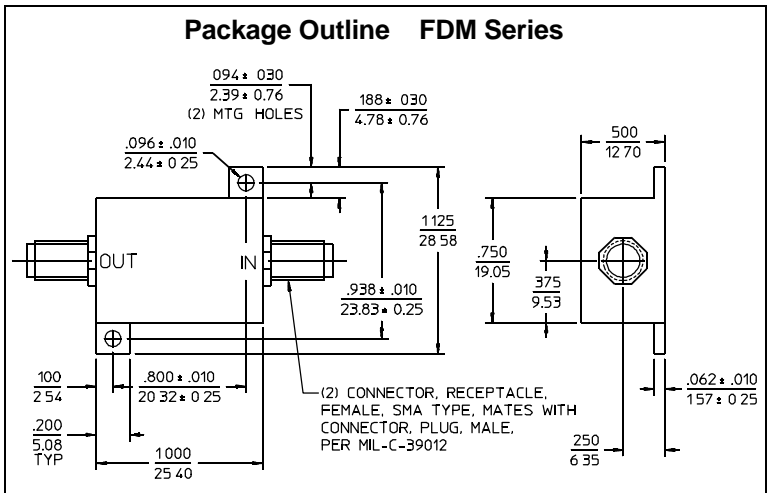 Package Outline FDM Series
094± 030
2.39± 0.76
(2) MTG HOLES
188± 030
4.78± 0.76
.096± .010
2.44± 0 25
500
12 70
1125
28 58
.750
19.05
OUT
IN
375
9.53
.938± .010
23.83± 0.25
100
2 54
.800± .010
20 32± 0 25
(2) CONNECTOR, RECEPTACLE,
FEMALE, SMA TYPE, MATES WITH
CONNECTOR, PLUG, MALE,
PER MIL-C-39012
.062± .010
157± 0 25
.200
5.08
TYP
1000
25 40
250
6 35